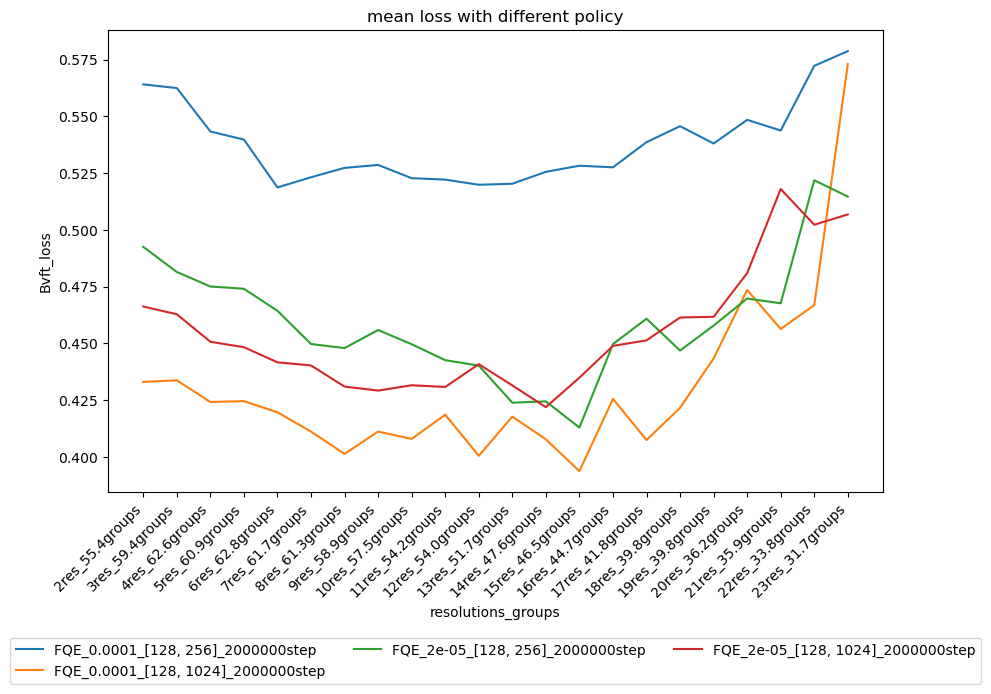 mean loss with different policy
0.575
0.550
0.525
0.500
0.475
0.450
0.425
0.400
Bvft_loss
2res_55.4groups
3res_59.4groups
4res_62.6groups
5res_60.9groups
6res_62.8groups
7res_61.7groups
8res_61.3groups
9res_58.9groups
10res_57.5groups
11res_54.2groups
12res_54.0groups
13res_51.7groups
14res_47.6groups
15res_46.5groups
16res_44.7groups
17res_41.8groups
18res_39.8groups
19res_39.8groups
20res_36.2groups
21res_35.9groups
22res_33.8groups
23res_31.7groups
resolutions_groups
FQE_0.0001_[128, 256]_2000000step
FQE_0.0001_[128, 1024]_2000000step
FQE_2e-05_[128, 256]_2000000step
FQE_2e-05_[128, 1024]_2000000step